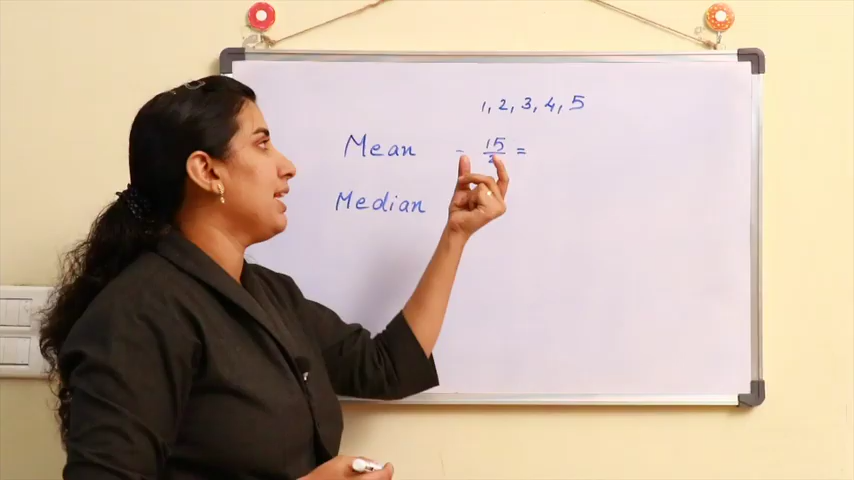 1, 2, 3, 4, 5
Mean - 15 =
Median